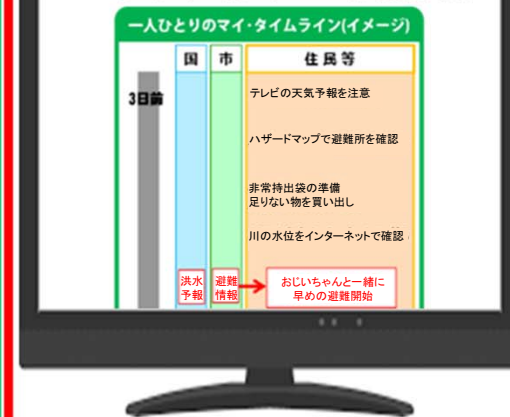 一人ひとりのマイ・タイムライン(イメージ)
国 市 住民等
3日前
テレビの天気予報を注意
ハザードマップで避難所を確認
非常持出袋の準備
足りない物を買い出し
川の水位をインターネットで確認
洪水 避難 おじいちゃんと一緒に
予報 情報 早めの避難開始